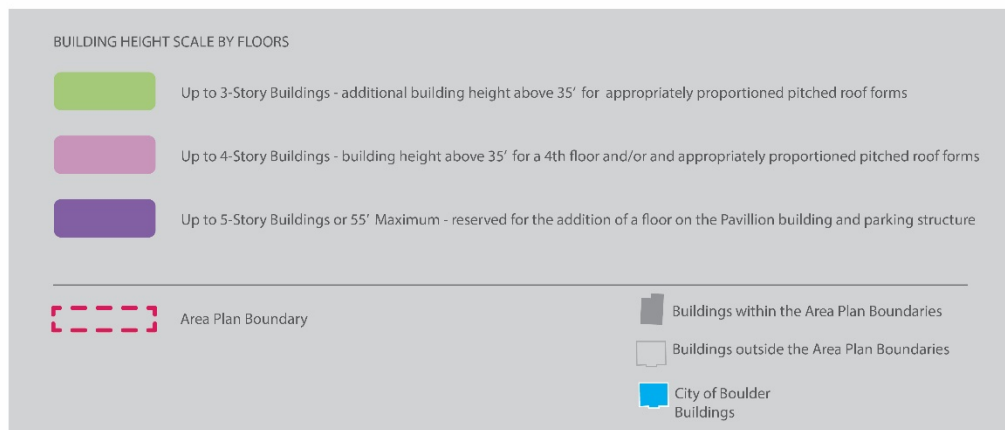 BUILDING HEIGHT SCALE BY FLOORS
Up to 3-Story Buildings - additional building height above 35' for appropriately proportioned pitched roof forms
Up to 4-Story Buildings - building height above 35' for a 4th floor and/or and appropriately proportioned pitched roof forms
Up to 5-Story Buildings or 55' Maximum - reserved for the addition of a floor on the Pavillion building and parking structure
Area Plan Boundary
Buildings within the Area Plan Boundaries
Buildings outside the Area Plan Boundaries
City of Boulder
Buildings